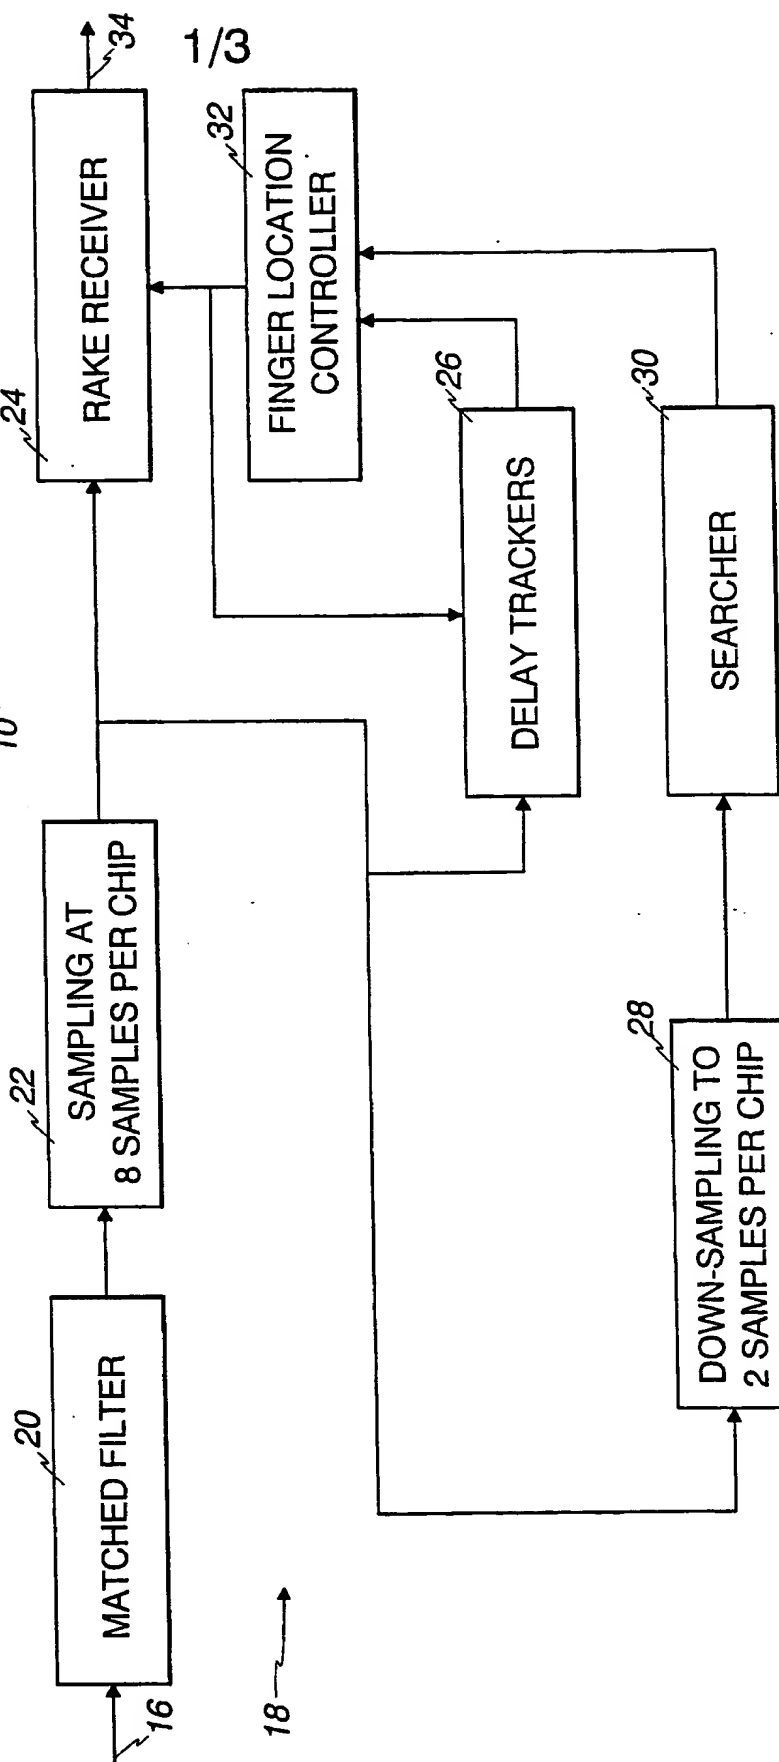 1/3
16
20
MATCHED FILTER
22
SAMPLING AT
8 SAMPLES PER CHIP
24
RAKE RECEIVER
34
32
FINGER LOCATION
CONTROLLER
26
DELAY TRACKERS
18
28
DOWN-SAMPLING TO
2 SAMPLES PER CHIP
30
SEARCHER